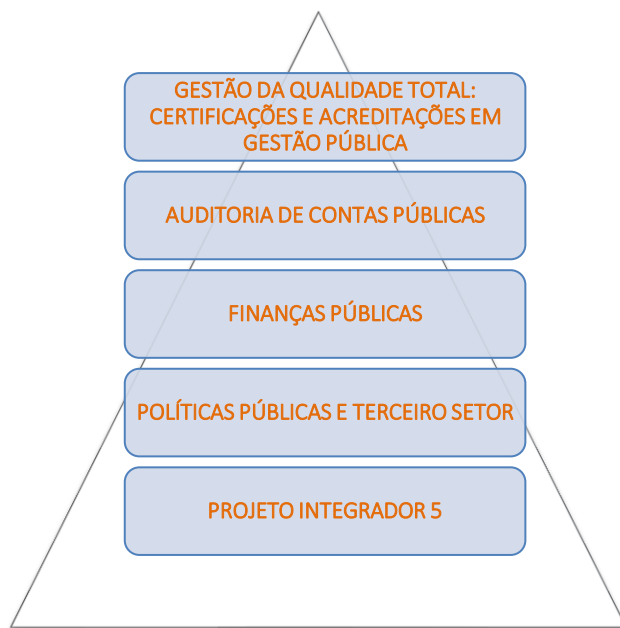 GESTÃO DA QUALIDADE TOTAL:
CERTIFICAÇÕES E ACREDITAÇÕES EM
GESTÃO PÚBLICA
AUDITORIA DE CONTAS PÚBLICAS
FINANÇAS PÚBLICAS
POLÍTICAS PÚBLICAS E TERCEIRO SETOR
PROJETO INTEGRADOR 5